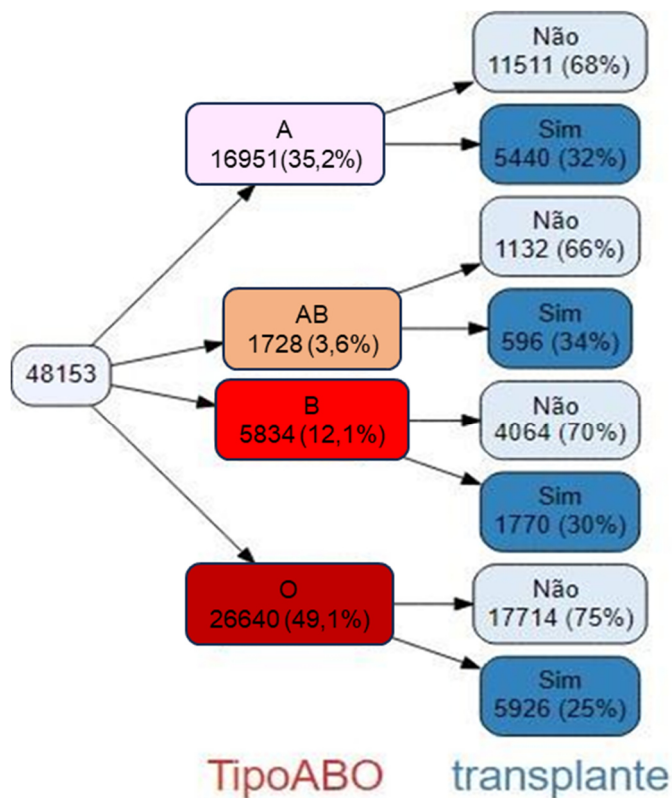 Não
11511 (68%)
A
16951(35,2%)
Sim
5440 (32%)
Não
1132 (66%)
AB
1728 (3,6%)
Sim
596 (34%)
48153
B
5834 (12,1%)
Não
4064 (70%)
Sim
1770 (30%)
O
26640 (49,1%)
Não
17714 (75%)
Sim
5926 (25%)
TipoABO
transplante